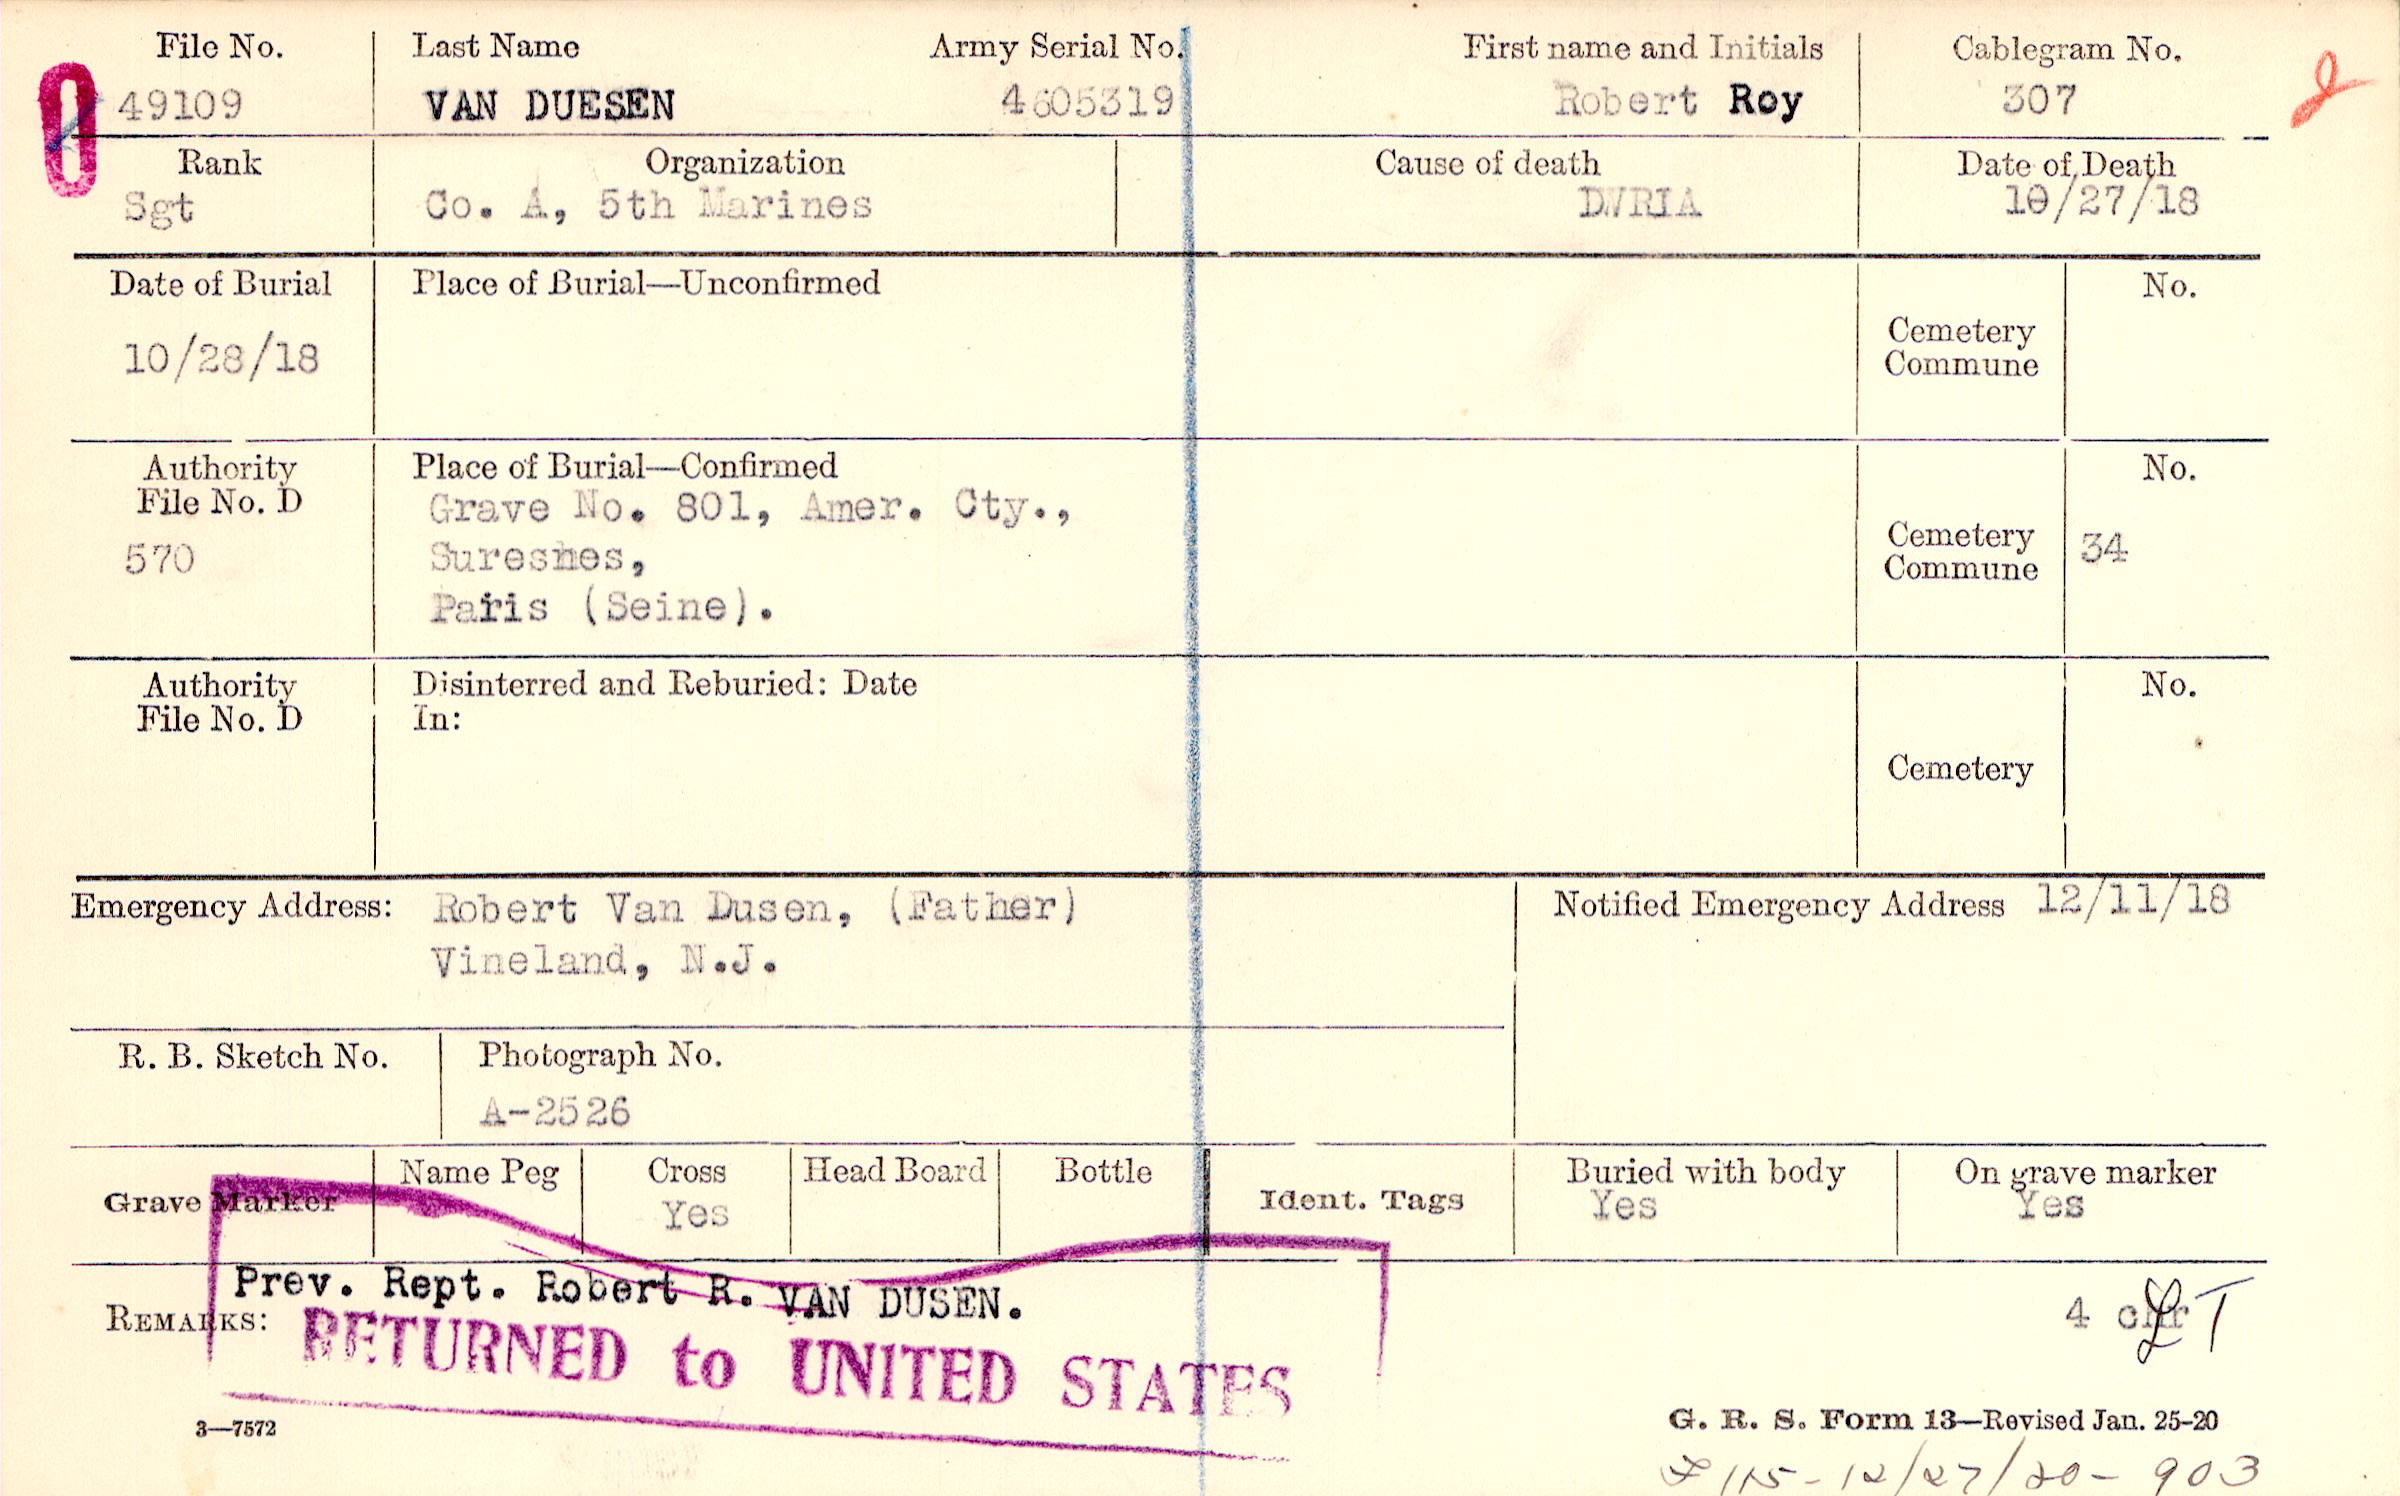 File No. Last Name Army Serial No. First name and Initials Cablegram No.
49109 VAN DUESEN 4605319 Robert Roy 307
Rank Organization Cause of death Date of Death
Sgt Co. A, 5th Marines DWRIA 10/27/18
Date of Burial Place of Burial—Unconfirmed No.
10/28/18 Cemetery
Commune
Authority Place of Burial—Confirmed No.
File No. D Grave No. 801, Amer. Cty.,
570 Suresnes, Cemetery 34
Commune
Paris (Seine).
Authority Disinterred and Reburied: Date No.
File No. D In:
Cemetery
Emergency Address: Robert Van Dusen, (Father) Notified Emergency Address 12/11/18
Vineland, N.J.
R. B. Sketch No. Photograph No.
A-2526
Grave Marker Name Peg Cross Head Board Bottle Ident. Tags Buried with body On grave marker
Yes Yes Yes
Prev. Rept. Robert R. VAN DUSEN.
REMARKS: 4
RETURNED to UNITED STATES
3—7572 G. R. S. Form 13—Revised Jan. 25-20
115-12/27/20-903